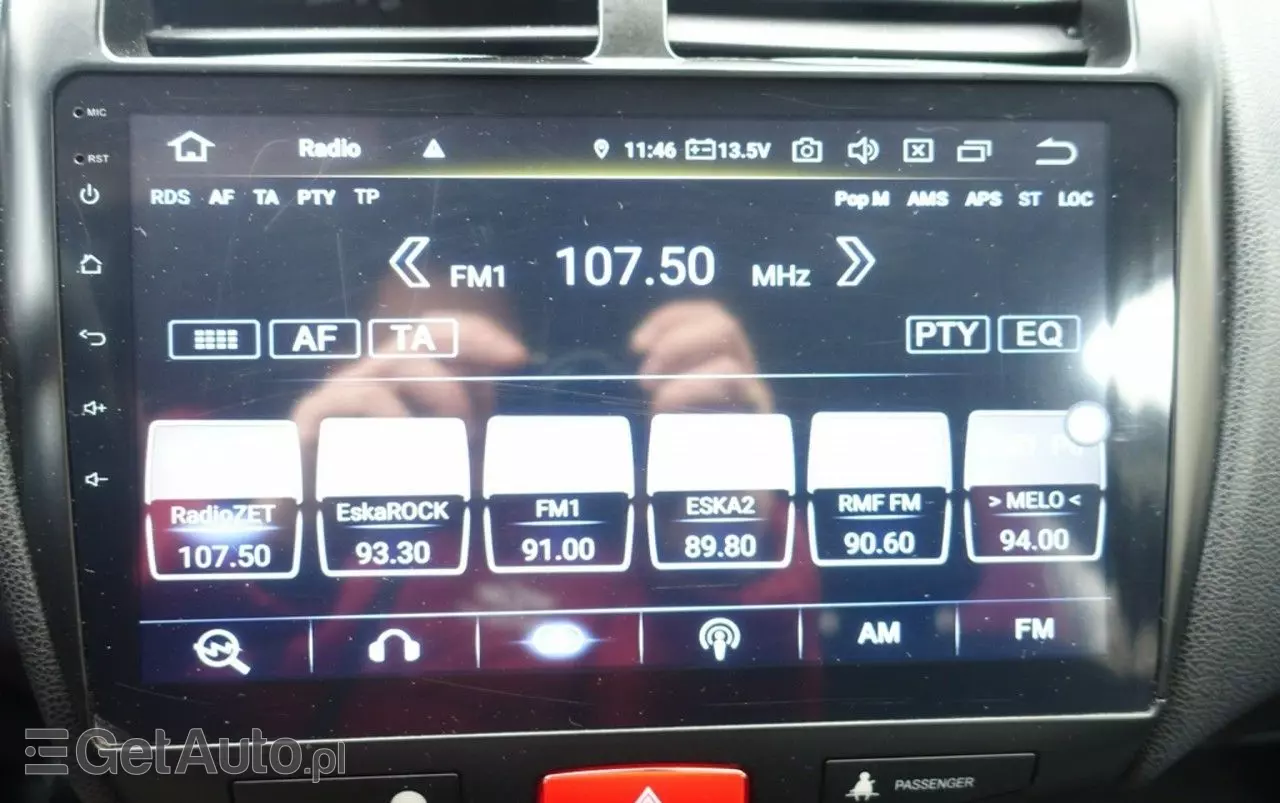 MIC
RST
Radio 11:46 13.5V
RDS AF TA PTY TP Pop M AMS APS ST LOC
FM1 107.50 MHz
AF TA PTY EQ
RadioZET EskaROCK FM1 ESKA2 RMF FM > MELO <
107.50 93.30 91.00 89.80 90.60 94.00
AM FM
GetAuto.pl
PASSENGER